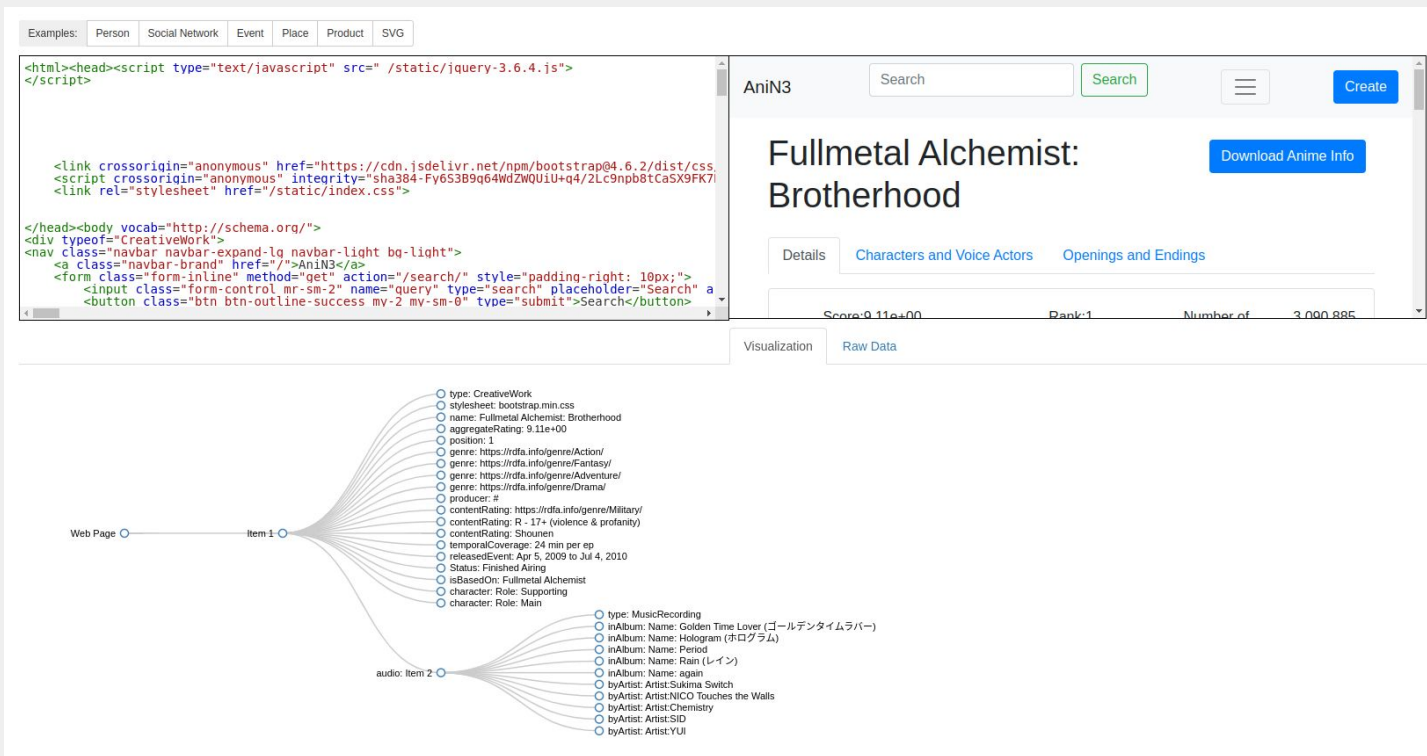 Examples: Person Social Network Event Place Product SVG
<html><head><script type="text/javascript" src=" /static/jquery-3.6.4.js">
</script>
<link crossorigin="anonymous" href="https://cdn.jsdelivr.net/npm/bootstrap@4.6.2/dist/css/
<script crossorigin="anonymous" integrity="sha384-Fy6S3B9q64WdZWQUiU+q4/2Lc9npb8tCaSX9FK7
<link rel="stylesheet" href="/static/index.css">
</head><body vocab="http://schema.org/">
<div typeof="CreativeWork">
<nav class="navbar navbar-expand-lg navbar-light bg-light">
<a class="navbar-brand" href="/">AniN3</a>
<form class="form-inline" method="get" action="/search/" style="padding-right: 10px;">
<input class="form-control mr-sm-2" name="query" type="search" placeholder="Search" a
<button class="btn btn-outline-success my-2 my-sm-0" type="submit">Search</button>
AniN3 Search Search Create
Fullmetal Alchemist:
Brotherhood
Download Anime Info
Details Characters and Voice Actors Openings and Endings
Score:9.11e+00 Rank:1 Number of 3,090,885
Visualization Raw Data
type: CreativeWork
stylesheet: bootstrap.min.css
name: Fullmetal Alchemist: Brotherhood
aggregateRating: 9.11e+00
position: 1
genre: https://rdfa.info/genre/Action/
genre: https://rdfa.info/genre/Fantasy/
genre: https://rdfa.info/genre/Adventure/
genre: https://rdfa.info/genre/Drama/
producer: #
contentRating: https://rdfa.info/genre/Military/
contentRating: R - 17+ (violence & profanity)
Web Page Item 1 contentRating: Shounen
temporalCoverage: 24 min per ep
releasedEvent: Apr 5, 2009 to Jul 4, 2010
Status: Finished Airing
isBasedOn: Fullmetal Alchemist
character: Role: Supporting
character: Role: Main
type: MusicRecording
inAlbum: Name: Golden Time Lover (ゴールデンタイムラバー)
inAlbum: Name: Hologram (ホログラム)
inAlbum: Name: Period
inAlbum: Name: Rain (レイン)
audio: Item 2 inAlbum: Name: again
byArtist: Artist:Sukima Switch
byArtist: Artist:NICO Touches the Walls
byArtist: Artist:Chemistry
byArtist: Artist:SID
byArtist: Artist:YUI